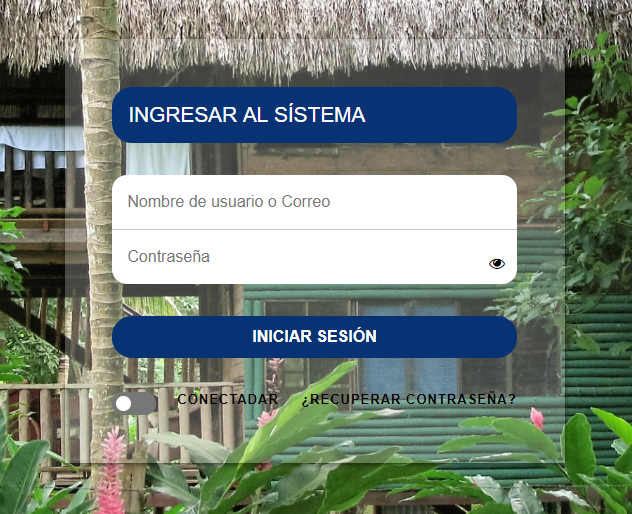 INGRESAR AL SÍSTEMA
Nombre de usuario o Correo
Contraseña
INICIAR SESIÓN
CONECTADAR ¿RECUPERAR CONTRASEÑA?